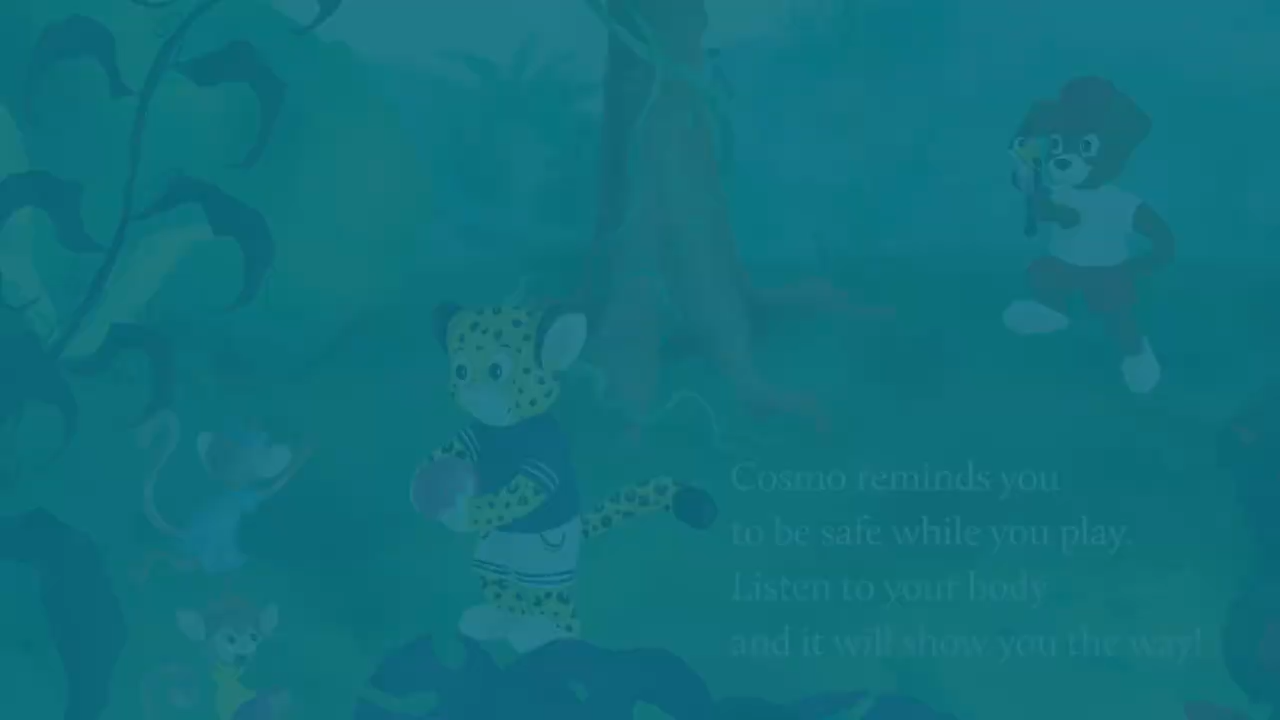 Cosmo reminds you
to be safe while you play.
Listen to your body
and it will show you the way!